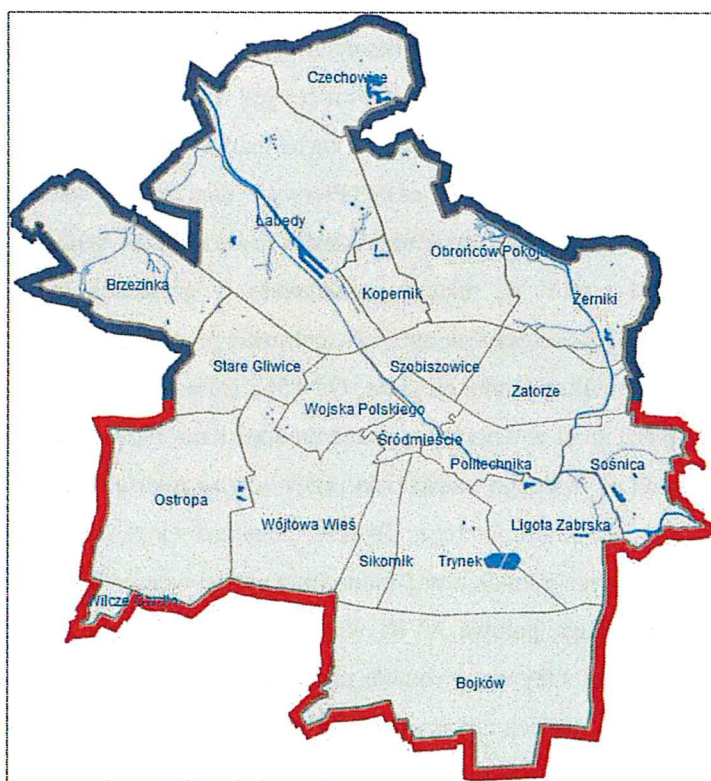 Czechowice
Łabędy
Obrońców Pokoju
Brzezinka
Kopernik
Żerniki
Stare Gliwice
Szobiszowice
Zatorze
Wojska Polskiego
Śródmieście
Politechnika
Sośnica
Ostropa
Wójtowa Wieś
Ligota Zabrska
Sikornik
Trynek
Wilcze
Bojków